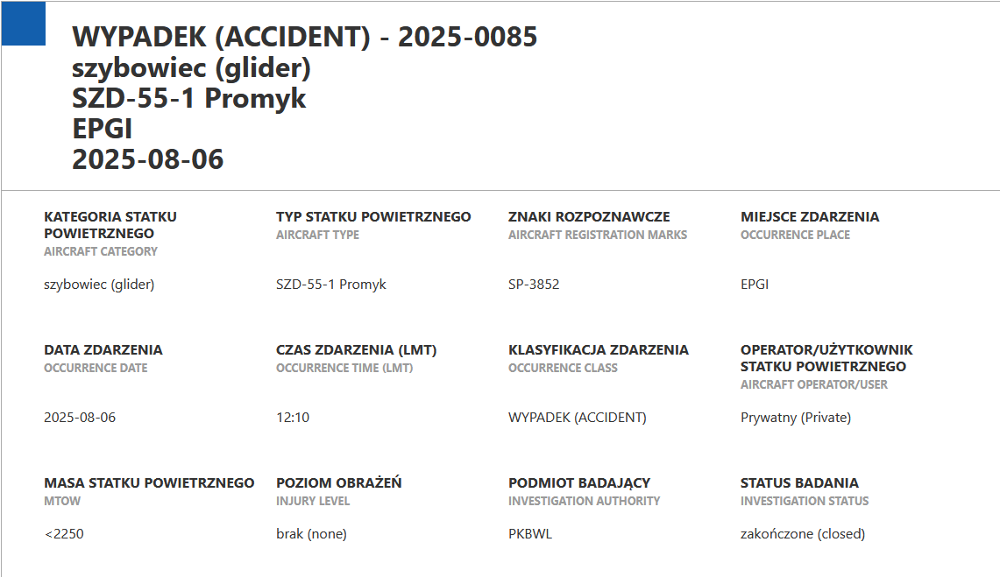 WYPADEK (ACCIDENT) - 2025-0085
szybowiec (glider)
SZD-55-1 Promyk
EPGI
2025-08-06
KATEGORIA STATKU
POWIETRZNEGO
AIRCRAFT CATEGORY
szybowiec (glider)
TYP STATKU POWIETRZNEGO
AIRCRAFT TYPE
SZD-55-1 Promyk
ZNAKI ROZPOZNAWCZE
AIRCRAFT REGISTRATION MARKS
SP-3852
MIEJSCE ZDARZENIA
OCCURRENCE PLACE
EPGI
DATA ZDARZENIA
OCCURRENCE DATE
2025-08-06
CZAS ZDARZENIA (LMT)
OCCURRENCE TIME (LMT)
12:10
KLASYFIKACJA ZDARZENIA
OCCURRENCE CLASS
WYPADEK (ACCIDENT)
OPERATOR/UŻYTKOWNIK
STATKU POWIETRZNEGO
AIRCRAFT OPERATOR/USER
Prywatny (Private)
MASA STATKU POWIETRZNEGO
MTOW
<2250
POZIOM OBRAŻEŃ
INJURY LEVEL
brak (none)
PODMIOT BADAJĄCY
INVESTIGATION AUTHORITY
PKBWL
STATUS BADANIA
INVESTIGATION STATUS
zakończone (closed)